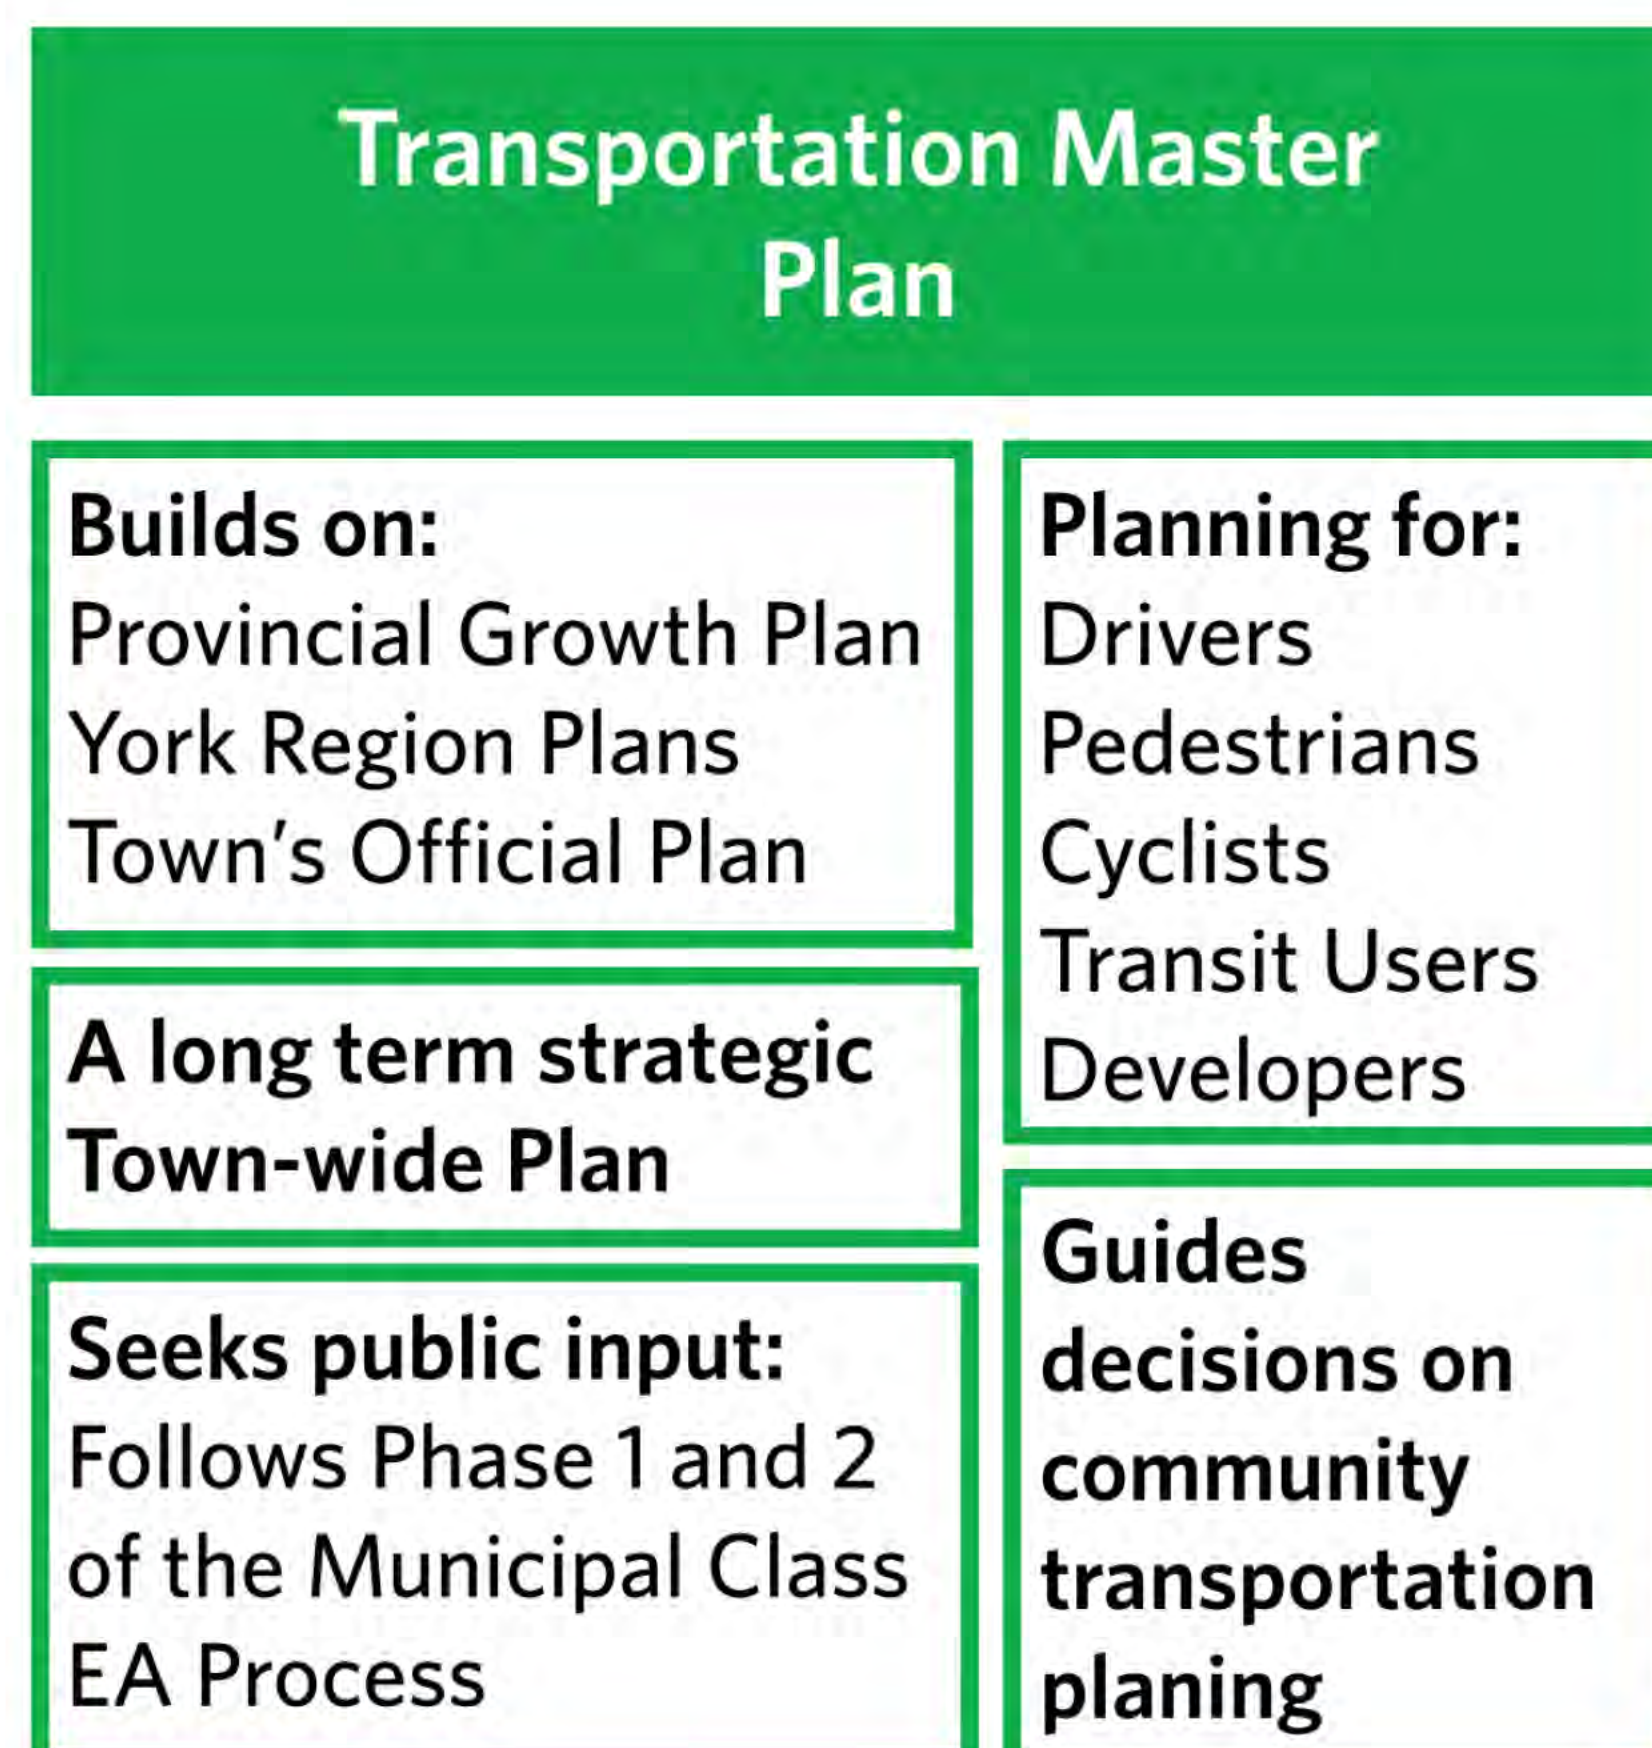 Transportation Master
Plan
Builds on:
Provincial Growth Plan
York Region Plans
Town's Official Plan
A long term strategic
Town-wide Plan
Seeks public input:
Follows Phase 1 and 2
of the Municipal Class
EA Process
Planning for:
Drivers
Pedestrians
Cyclists
Transit Users
Developers
Guides
decisions on
community
transportation
planing